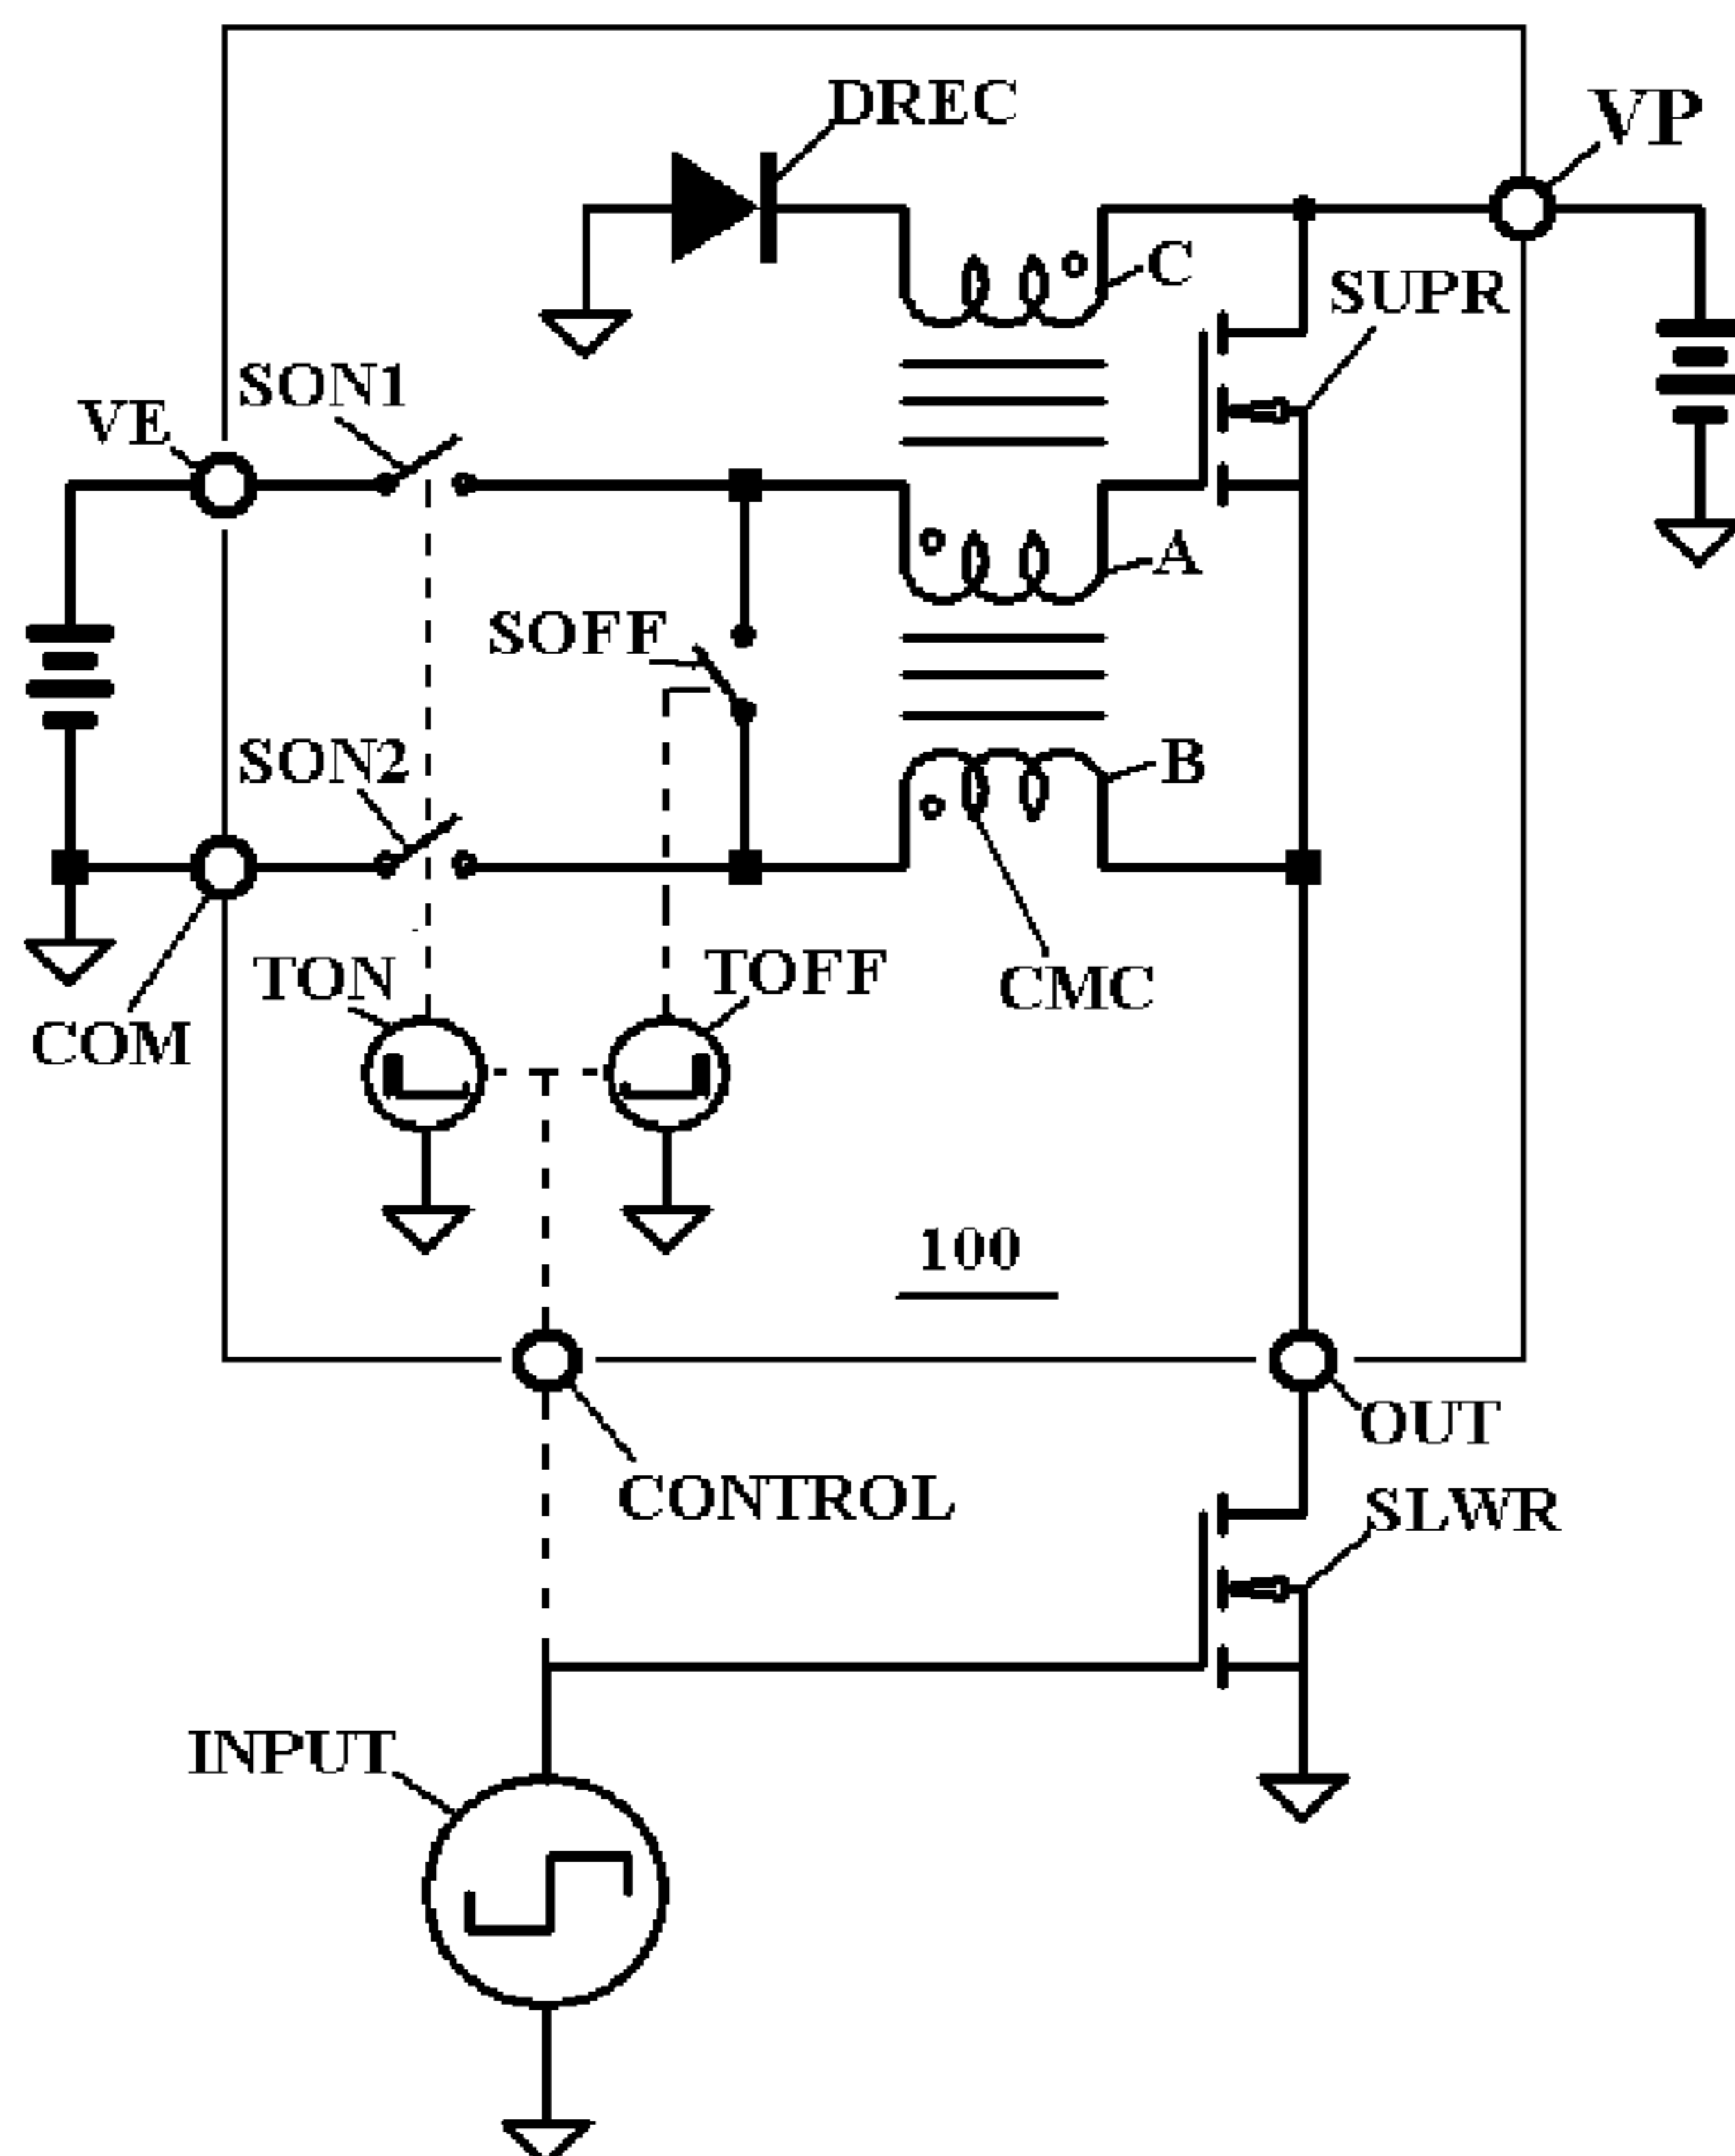 DREC
VP
C
SUPR
SON1
VE
A
SOFF
SON2
B
TON
TOFF
CMC
COM
100
OUT
CONTROL
SLWR
INPUT